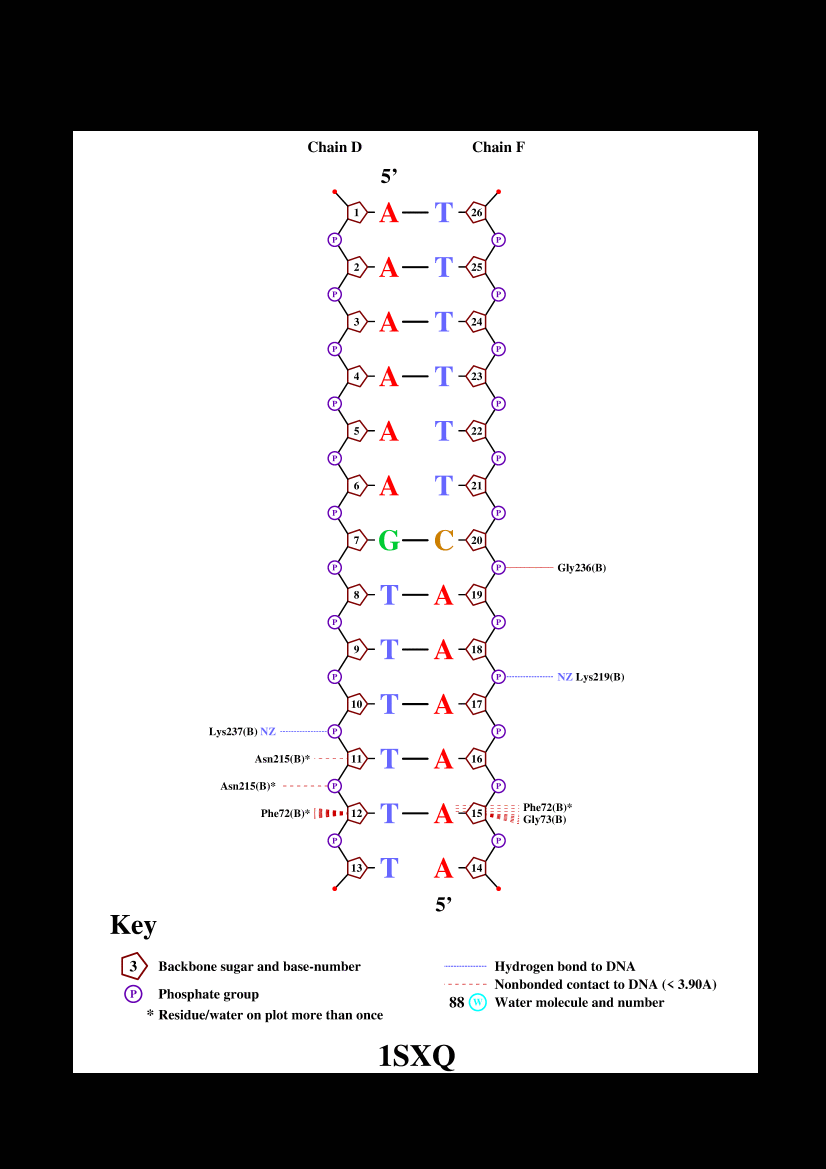 Chain D Chain F
5’
1 A T 26
P P
2 A T 25
P P
3 A T 24
P P
4 A T 23
P P
5 A T 22
P P
6 A T 21
P P
7 G C 20
P P Gly236(B)
8 T A 19
P P
9 T A 18
P P NZ Lys219(B)
10 T A 17
Lys237(B) NZ P P
Asn215(B)* 11 T A 16
Asn215(B)* P P
Phe72(B)* 12 T A 15 Phe72(B)*
Gly73(B)
P P
13 T A 14
5’
Key
3 Backbone sugar and base-number
P Phosphate group
* Residue/water on plot more than once
Hydrogen bond to DNA
Nonbonded contact to DNA (< 3.90A)
88 W Water molecule and number
1SXQ